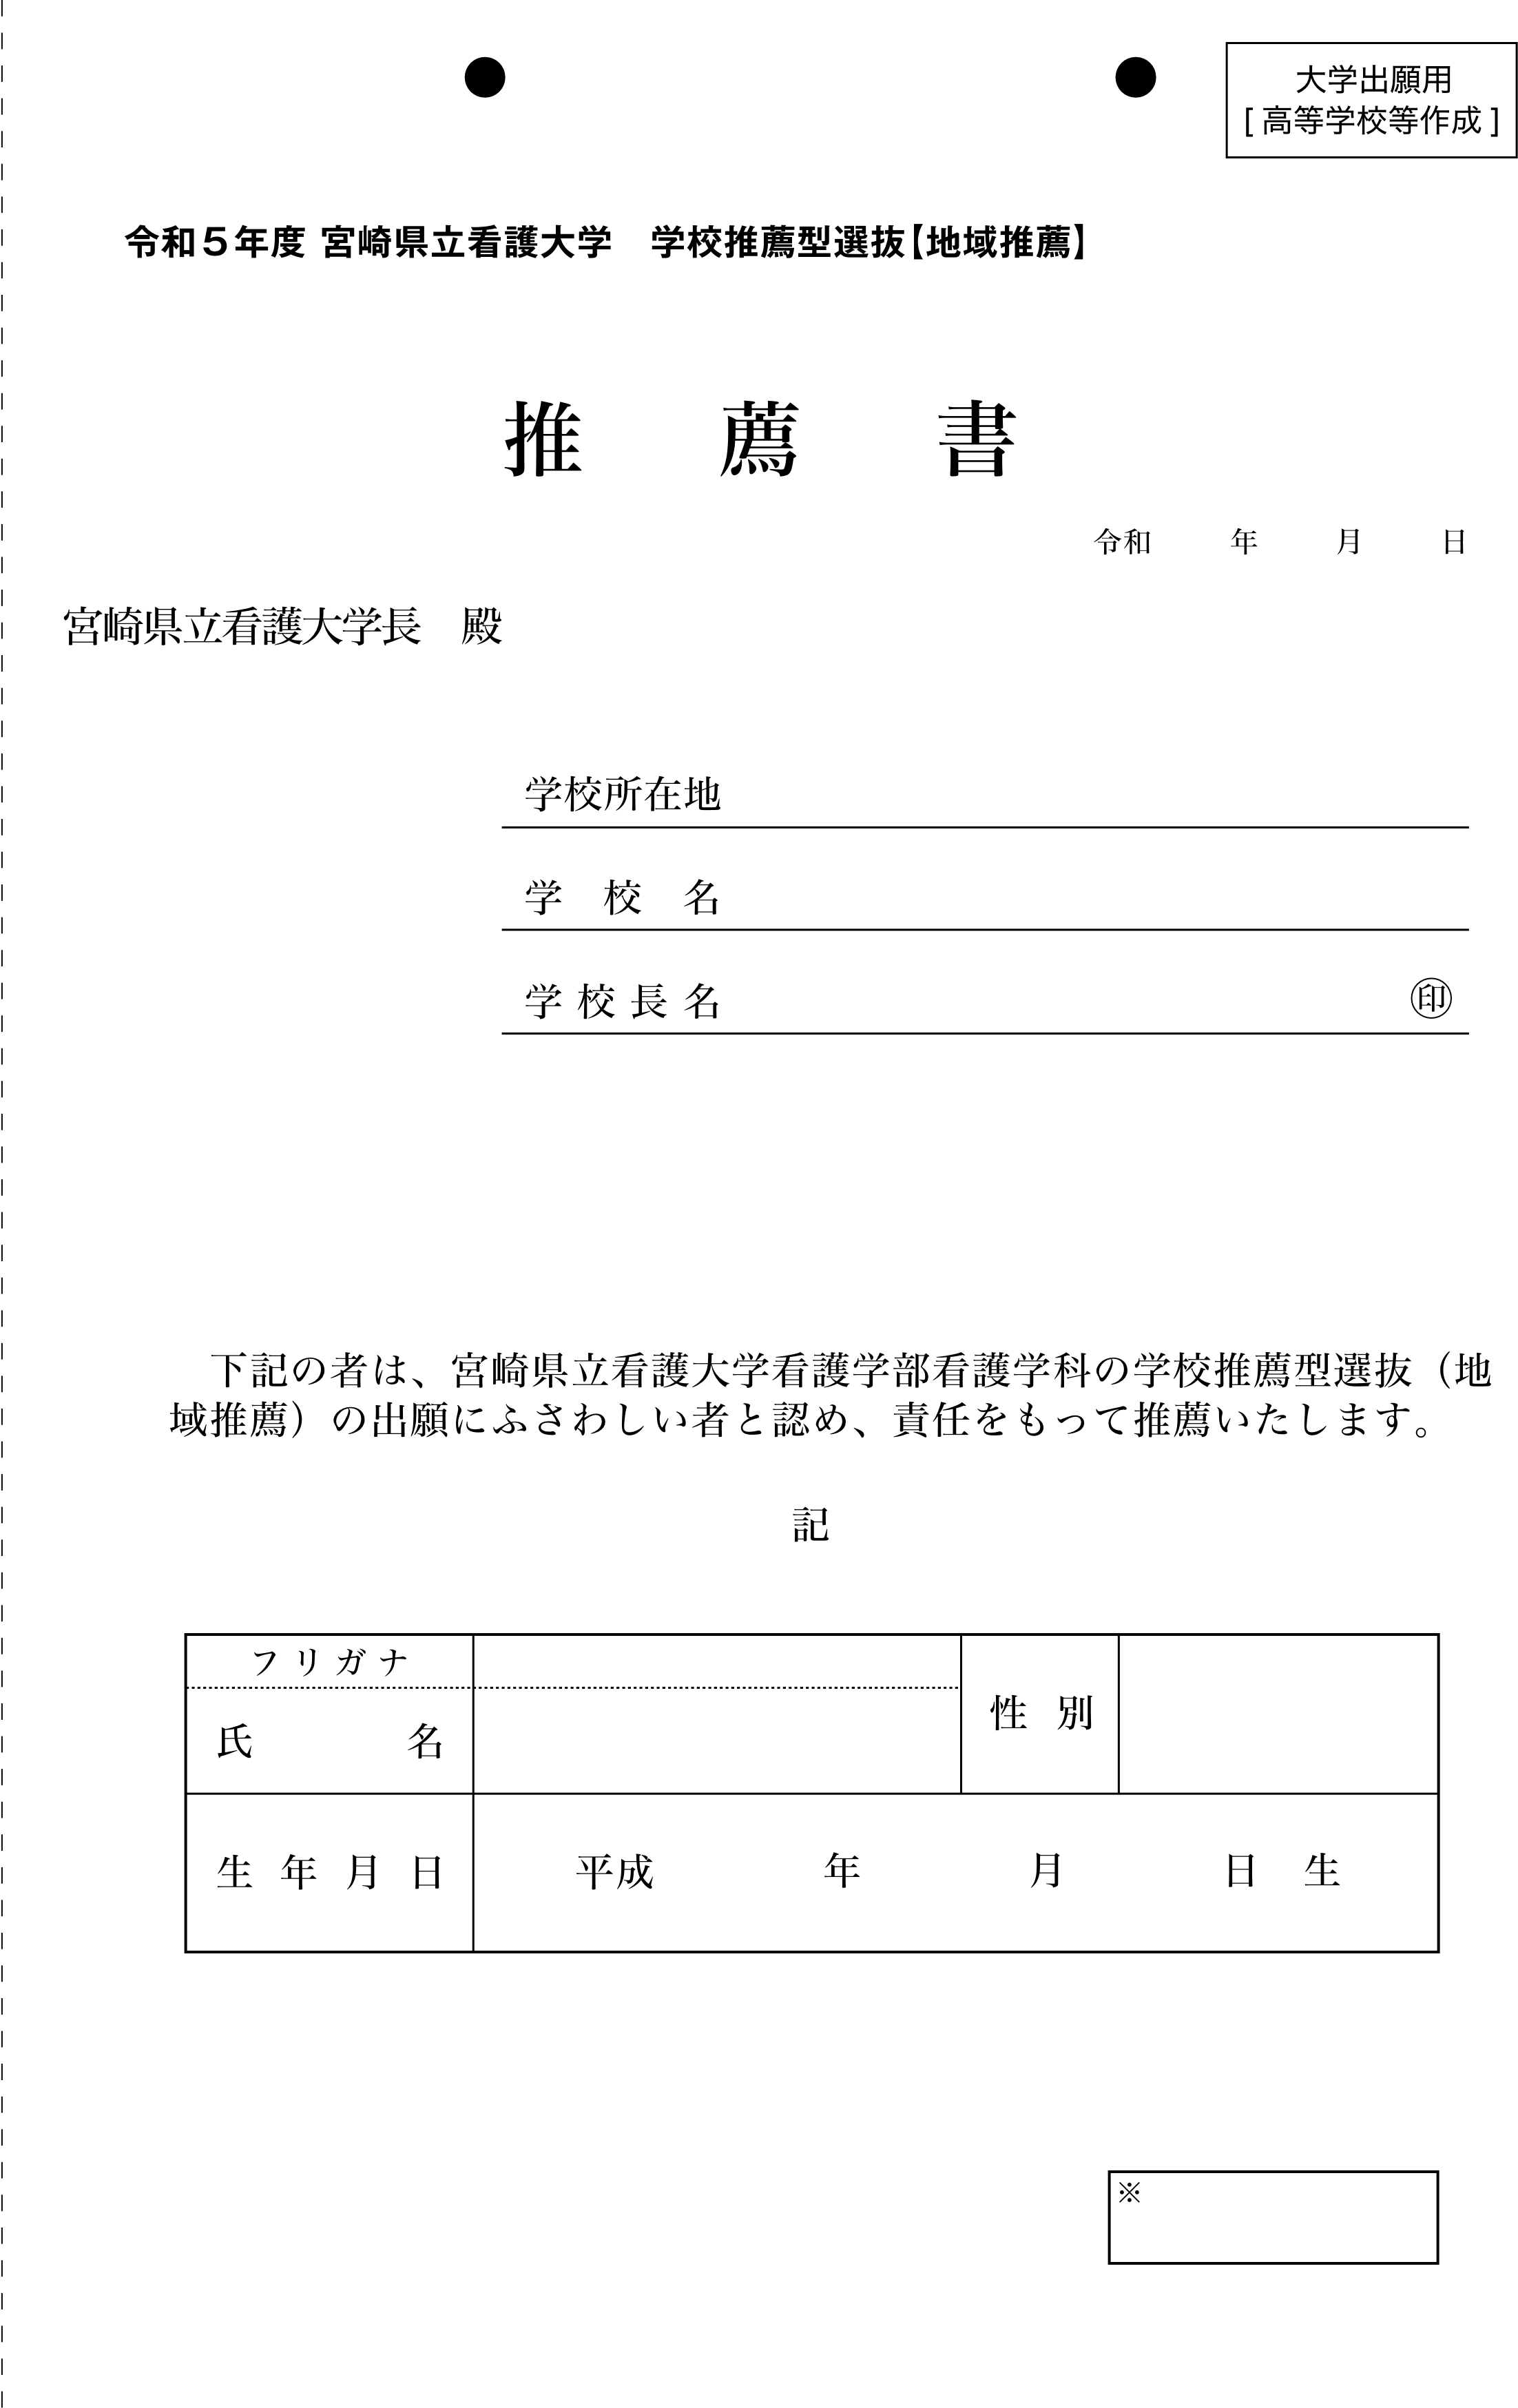 大学出願用
[ 高等学校等作成 ]
令和５年度 宮崎県立看護大学　学校推薦型選抜【地域推薦】
推　薦　書
令和　　年　　月　　日
宮崎県立看護大学長　殿
学校所在地
学　校　名
学 校 長 名　　㊞
下記の者は、宮崎県立看護大学看護学部看護学科の学校推薦型選抜（地
域推薦）の出願にふさわしい者と認め、責任をもって推薦いたします。
記
フリガナ
氏　　名
性 別
生 年 月 日
平成　　年　　月　　日　生
※